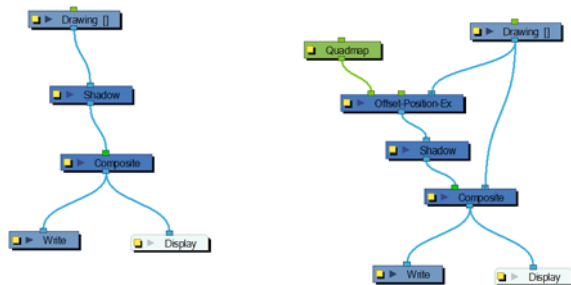 Drawing []
Shadow
Composite
Write
Display
Drawing []
Quadmap
Offset-Position-Ex
Shadow
Composite
Write
Display